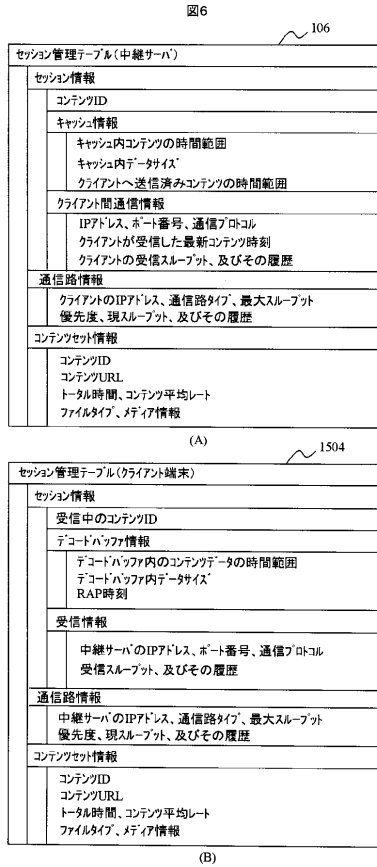 図6
106
セッション管理テーブル(中継サーバ)
セッション情報
コンテンツID
キャッシュ情報
キャッシュ内コンテンツの時間範囲
キャッシュ内データサイズ
クライアントへ送信済みコンテンツの時間範囲
クライアント間通信情報
IPアドレス、ポート番号、通信プロトコル
クライアントが受信した最新コンテンツ時刻
クライアントの受信スループット、及びその履歴
通信路情報
クライアントのIPアドレス、通信路タイプ、最大スループット
優先度、現スループット、及びその履歴
コンテンツセット情報
コンテンツID
コンテンツURL
トータル時間、コンテンツ平均レート
ファイルタイプ、メディア情報
(A)
1504
セッション管理テーブル(クライアント端末)
セッション情報
受信中のコンテンツID
デコードバッファ情報
デコードバッファ内のコンテンツデータの時間範囲
デコードバッファ内データサイズ
RAP時刻
受信情報
中継サーバのIPアドレス、ポート番号、通信プロトコル
受信スループット、及びその履歴
通信路情報
中継サーバのIPアドレス、通信路タイプ、最大スループット
優先度、現スループット、及びその履歴
コンテンツセット情報
コンテンツID
コンテンツURL
トータル時間、コンテンツ平均レート
ファイルタイプ、メディア情報
(B)